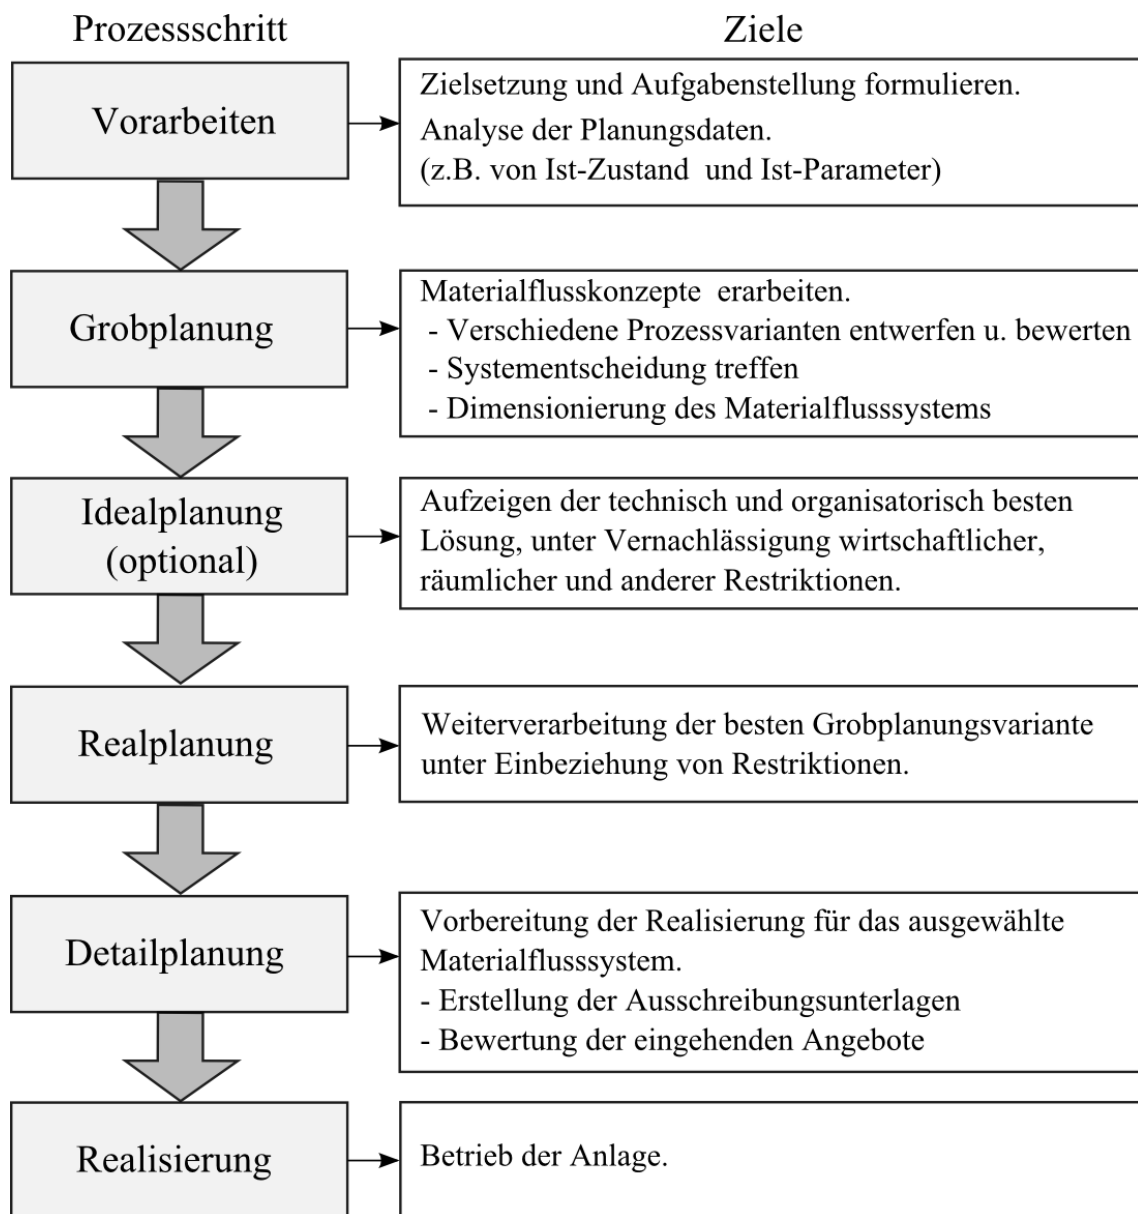 Prozessschritt
Ziele
Vorarbeiten
Zielsetzung und Aufgabenstellung formulieren.
Analyse der Planungsdaten.
(z.B. von Ist-Zustand und Ist-Parameter)
Grobplanung
Materialflusskonzepte erarbeiten.
- Verschiedene Prozessvarianten entwerfen u. bewerten
- Systementscheidung treffen
- Dimensionierung des Materialflusssystems
Idealplanung
(optional)
Aufzeigen der technisch und organisatorisch besten
Lösung, unter Vernachlässigung wirtschaftlicher,
räumlicher und anderer Restriktionen.
Realplanung
Weiterverarbeitung der besten Grobplanungsvariante
unter Einbeziehung von Restriktionen.
Detailplanung
Vorbereitung der Realisierung für das ausgewählte
Materialflusssystem.
- Erstellung der Ausschreibungsunterlagen
- Bewertung der eingehenden Angebote
Realisierung
Betrieb der Anlage.